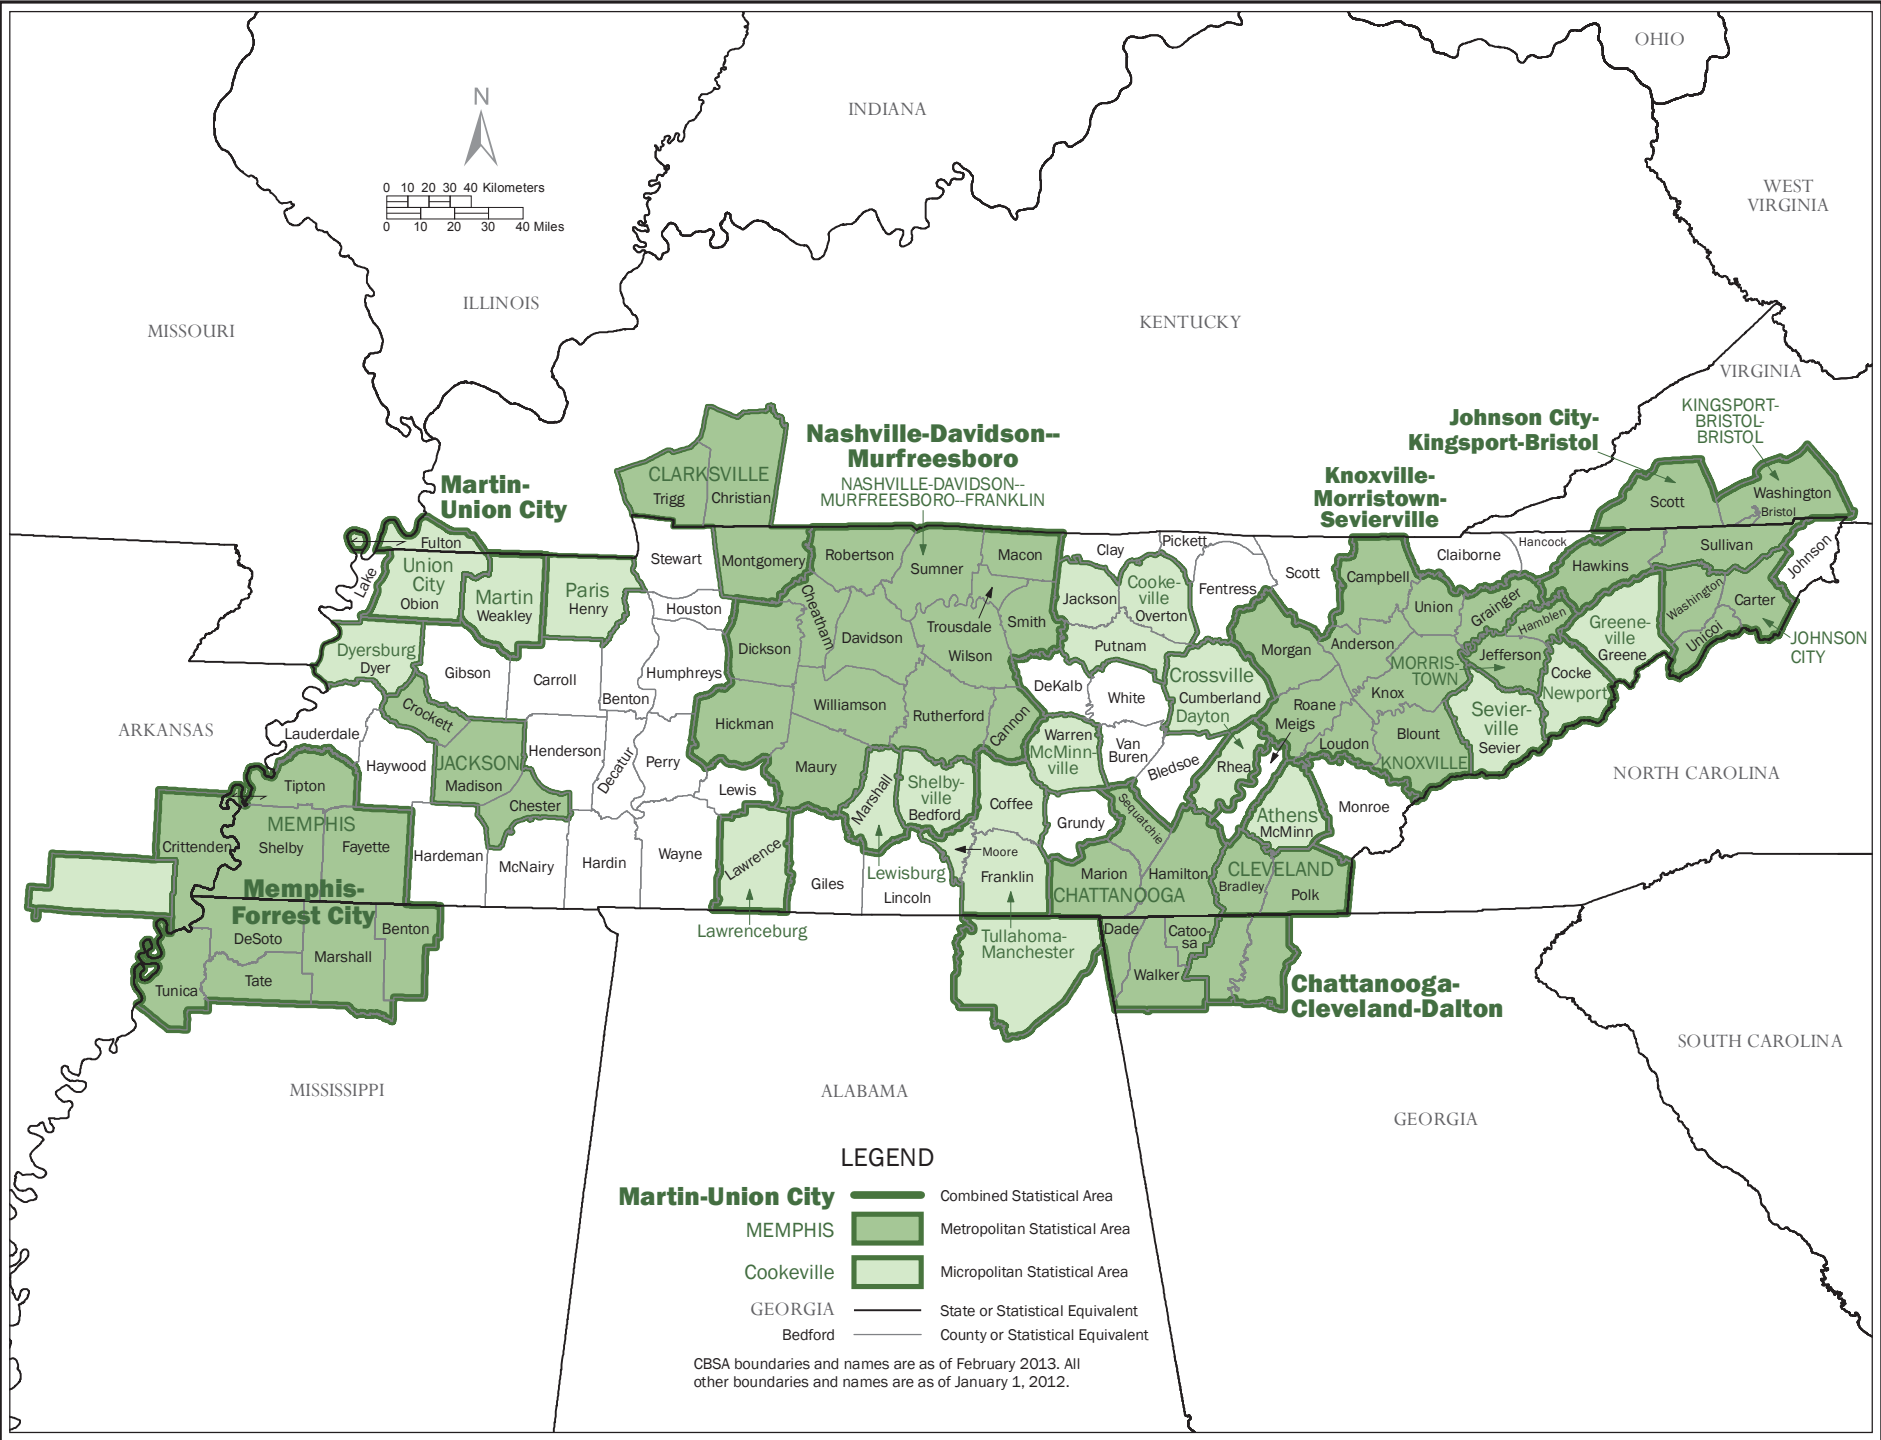 OHIO
INDIANA
N
0 10 20 30 40 Kilometers
0 10 20 30 40 Miles
WEST
VIRGINIA
ILLINOIS
MISSOURI
KENTUCKY
VIRGINIA
KINGSPORT-
BRISTOL-
BRISTOL
Johnson City-
Kingsport-Bristol
Nashville-Davidson--
Murfreesboro
NASHVILLE-DAVIDSON--
MURFREESBORO--FRANKLIN
Knoxville-
Morristown-
Sevierville
Martin-
Union City
CLARKSVILLE
Trigg
Christian
Scott
Washington
Bristol
Fulton
Lake
Union
City
Obion
Martin
Weakley
Paris
Henry
Stewart
Montgomery
Robertson
Sumner
Macon
Clay
Pickett
Fentress
Scott
Campbell
Claiborne
Hancock
Hawkins
Sullivan
Johnson
Houston
Cheatham
Trousdale
Smith
Jackson
Cooke-
ville
Overton
Putnam
Union
Grainger
Hamblen
Greene-
ville
Greene
Washington
Carter
Unicoi
JOHNSON
CITY
Dyersburg
Dyer
Gibson
Carroll
Benton
Humphreys
Dickson
Davidson
Wilson
DeKalb
White
Crossville
Cumberland
Dayton
Morgan
Anderson
MORRIS-
TOWN
Jefferson
Cocke
Newport
Knox
Roane
Meigs
Loudon
Blount
KNOXVILLE
Sevier-
ville
Sevier
ARKANSAS
NORTH CAROLINA
Lauderdale
Crockett
Haywood
JACKSON
Madison
Chester
Henderson
Decatur
Perry
Hickman
Williamson
Rutherford
Cannon
Warren
McMinn-
ville
Van
Buren
Bledsoe
Rhea
Tipton
Lewis
Maury
Marshall
Shelby-
ville
Bedford
Coffee
Grundy
Sequatchie
Athens
McMinn
Monroe
MEMPHIS
Crittenden
Shelby
Fayette
Hardeman
McNairy
Hardin
Wayne
Lawrence
Giles
Lewisburg
Lincoln
Moore
Franklin
Marion
Hamilton
CHATTANOOGA
CLEVELAND
Bradley
Polk
Memphis-
Forrest City
Lawrenceburg
Tullahoma-
Manchester
Dade
Catoo-
sa
Walker
Chattanooga-
Cleveland-Dalton
DeSoto
Benton
Marshall
Tate
Tunica
SOUTH CAROLINA
MISSISSIPPI
ALABAMA
GEORGIA
LEGEND
Martin-Union City Combined Statistical Area
MEMPHIS Metropolitan Statistical Area
Cookeville Micropolitan Statistical Area
GEORGIA State or Statistical Equivalent
Bedford County or Statistical Equivalent
CBSA boundaries and names are as of February 2013. All
other boundaries and names are as of January 1, 2012.